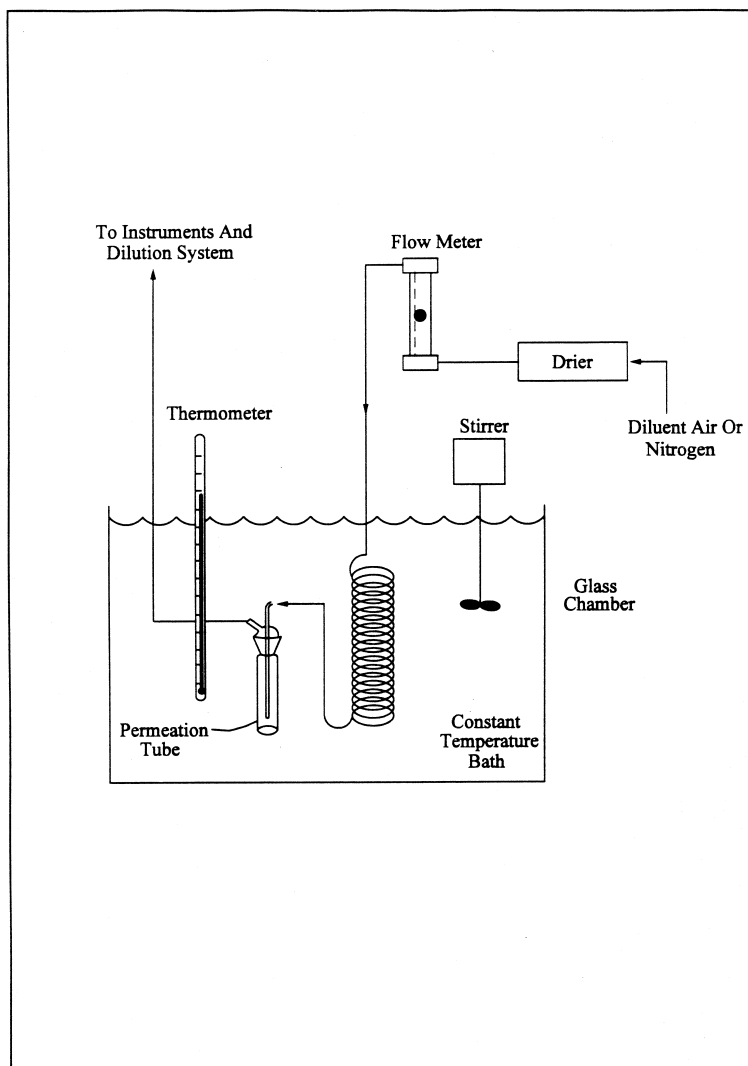 To Instruments And
Dilution System
Flow Meter
Drier
Thermometer
Stirrer
Diluent Air Or
Nitrogen
Glass
Chamber
Permeation
Tube
Constant
Temperature
Bath